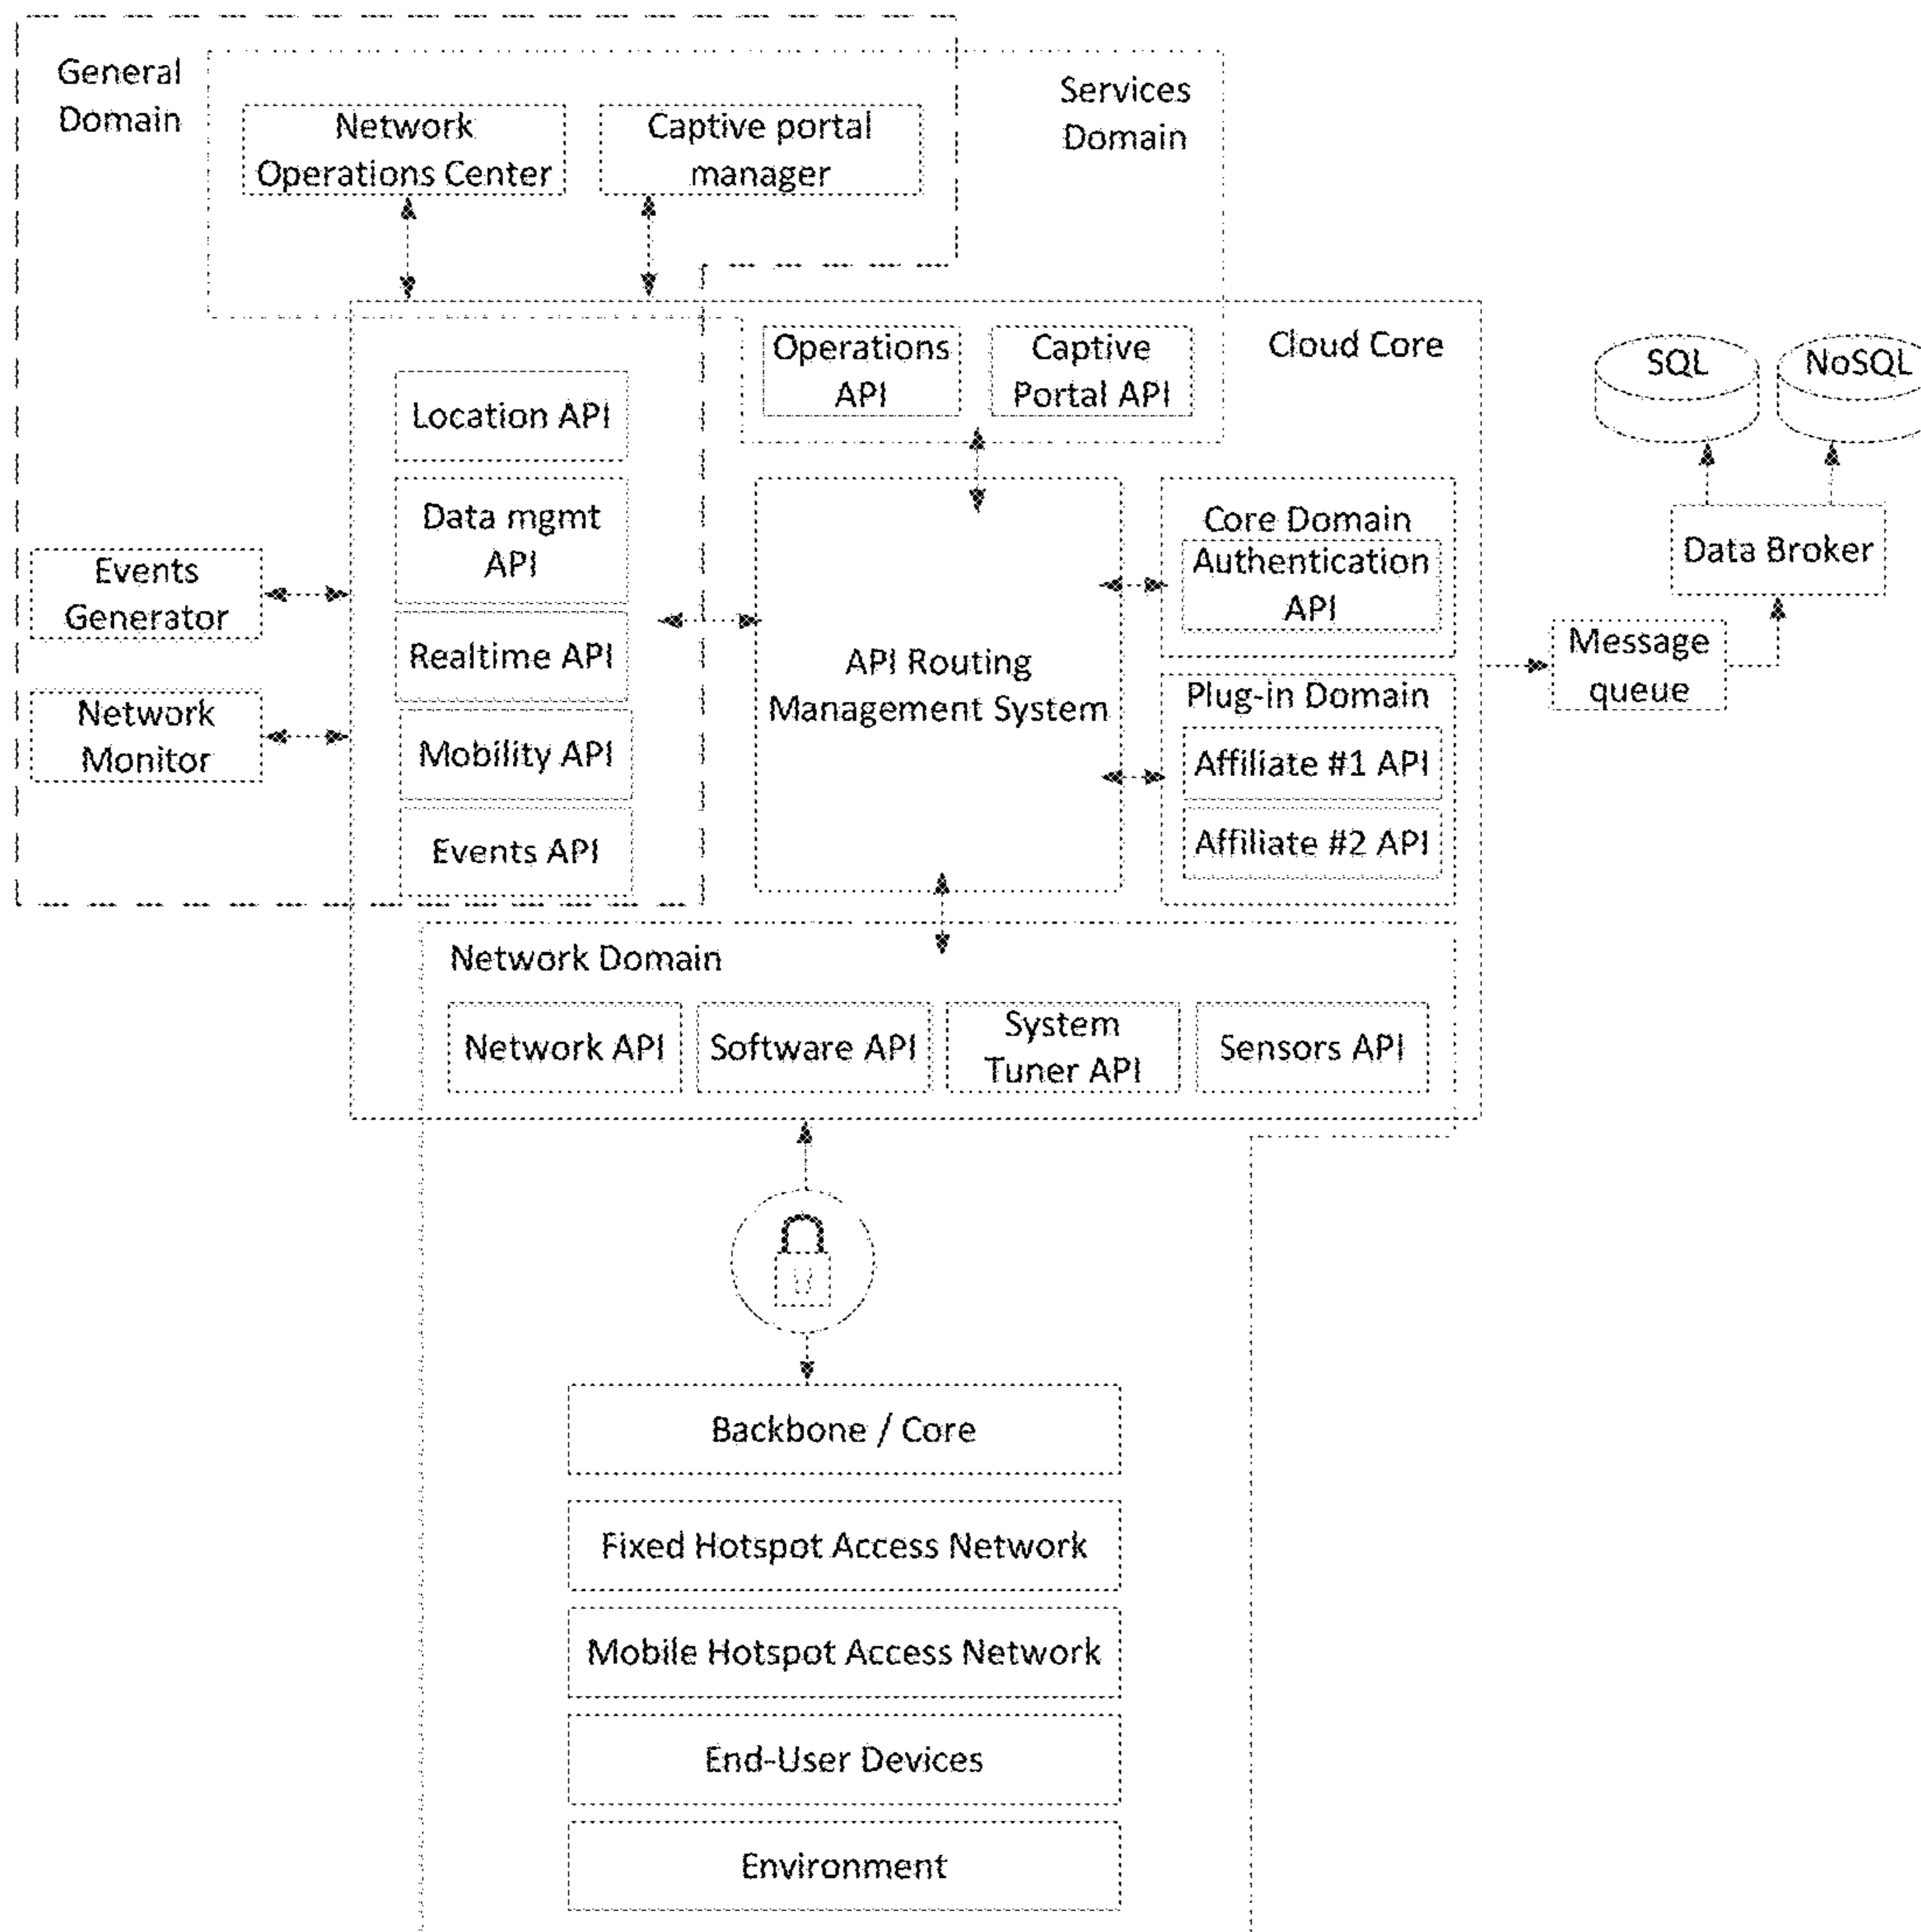 General
Domain
Services
Domain
Network
Operations Center
Captive portal
manager
Operations
API
Captive
Portal API
Cloud Core
SQL
NoSQL
Location API
Data mgmt
API
Core Domain
Authentication
API
Data Broker
Events
Generator
Realtime API
API Routing
Management System
Message
queue
Network
Monitor
Mobility API
Plug-in Domain
Affiliate #1 API
Events API
Affiliate #2 API
Network Domain
Network API
Software API
System
Tuner API
Sensors API
Backbone / Core
Fixed Hotspot Access Network
Mobile Hotspot Access Network
End-User Devices
Environment